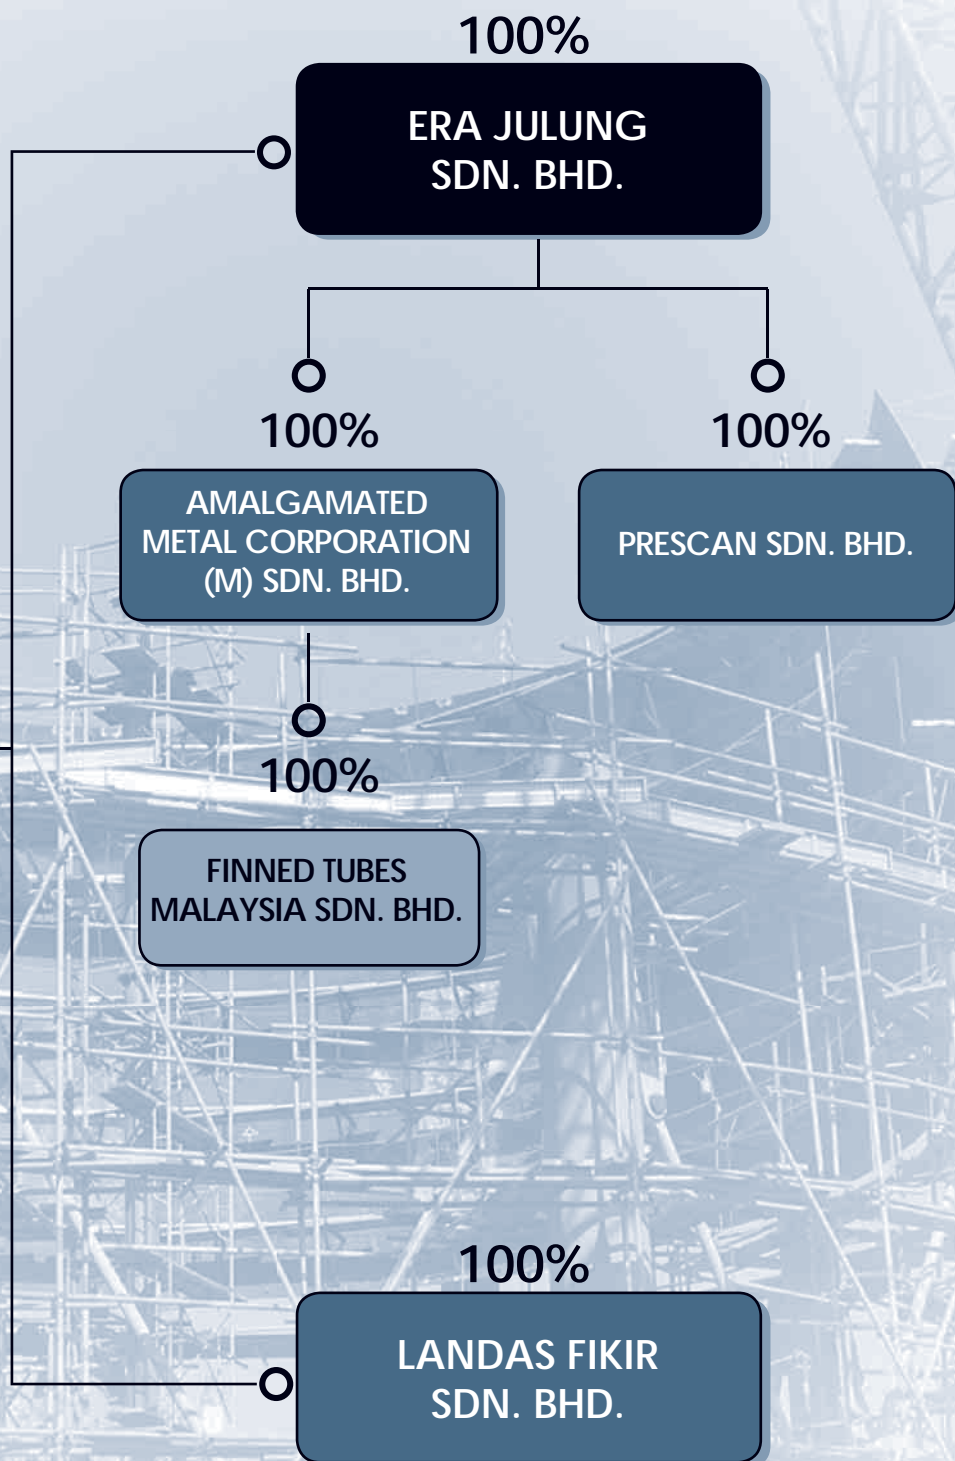 100%
ERA JULUNG
SDN. BHD.
100%
100%
AMALGAMATED
METAL CORPORATION
(M) SDN. BHD.
PRESCAN SDN. BHD.
100%
FINNED TUBES
MALAYSIA SDN. BHD.
100%
LANDAS FIKIR
SDN. BHD.